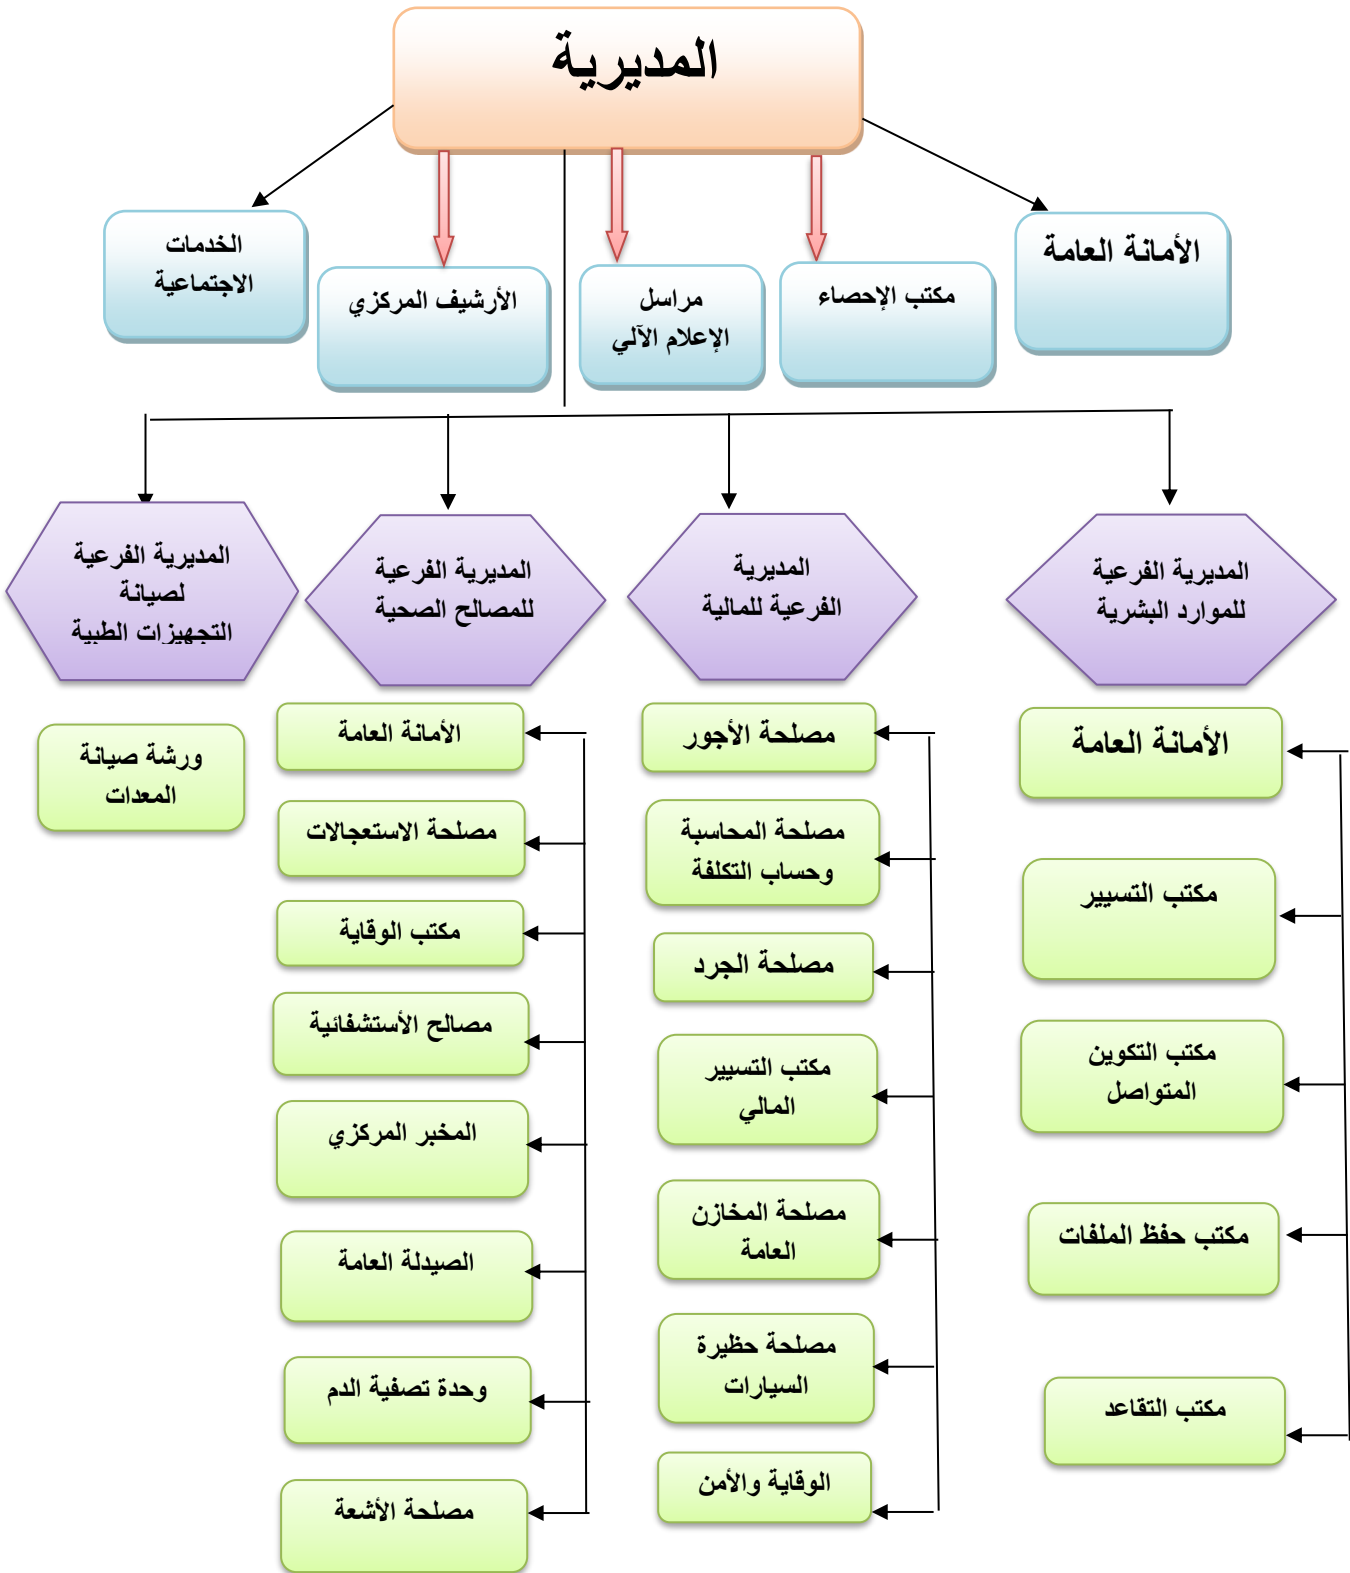 المديرية
الأمانة العامة
مكتب الإحصاء
مراسل
الإعلام الآلي
الأرشيف المركزي
الخدمات
الاجتماعية
المديرية الفرعية
للموارد البشرية
المديرية
الفرعية للمالية
المديرية الفرعية
للمصالح الصحية
المديرية الفرعية
لصيانة
التجهيزات الطبية
الأمانة العامة
مكتب التسيير
مكتب التكوين
المتواصل
مكتب حفظ الملفات
مكتب التقاعد
مصلحة الأجور
مصلحة المحاسبة
وحساب التكلفة
مصلحة الجرد
مكتب التسيير
المالي
مصلحة المخازن
العامة
مصلحة حظيرة
السيارات
الوقاية والأمن
الأمانة العامة
مصلحة الاستعجالات
مكتب الوقاية
مصالح الأستشفائية
المخبر المركزي
الصيدلة العامة
وحدة تصفية الدم
مصلحة الأشعة
ورشة صيانة
المعدات